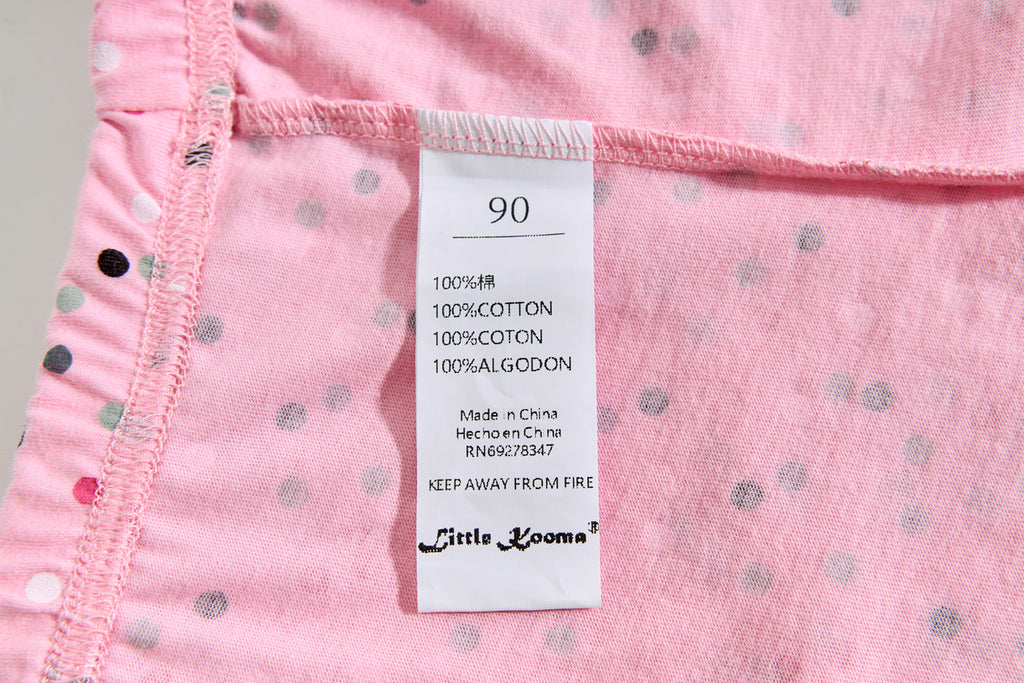 90
100%棉
100%COTTON
100%COTON
100%ALGODON
Made in China
Hecho en China
RN69278347
KEEP AWAY FROM FIRE
Little Kooma®